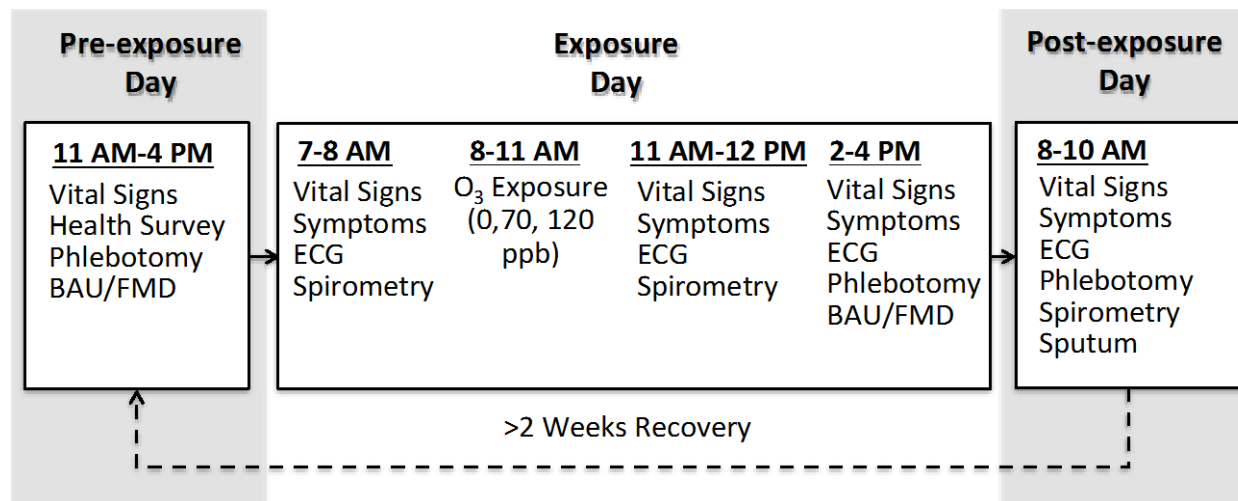 Pre-exposure
Day
Exposure
Day
Post-exposure
Day
11 AM-4 PM
Vital Signs
Health Survey
Phlebotomy
BAU/FMD
7-8 AM
Vital Signs
Symptoms
ECG
Spirometry
8-11 AM
O₃ Exposure
(0,70, 120
ppb)
11 AM-12 PM
Vital Signs
Symptoms
ECG
Spirometry
2-4 PM
Vital Signs
Symptoms
ECG
Phlebotomy
BAU/FMD
8-10 AM
Vital Signs
Symptoms
ECG
Phlebotomy
Spirometry
Sputum
>2 Weeks Recovery